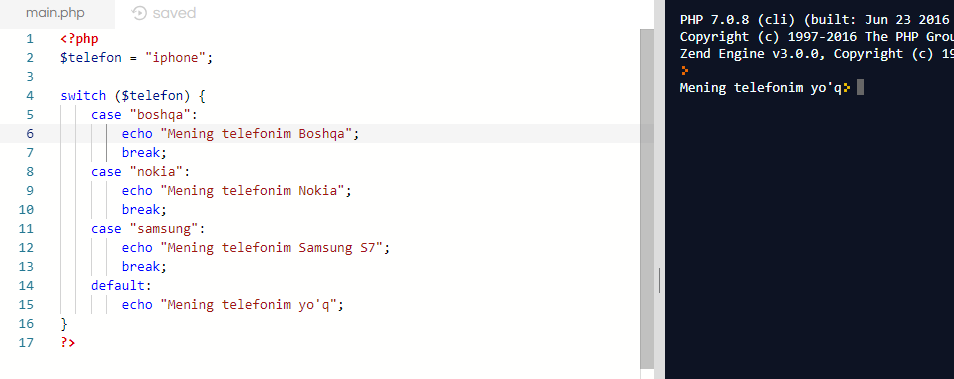 main.php saved
1 <?php
2 $telefon = "iphone";
3
4 switch ($telefon) {
5 case "boshqa":
6 echo "Mening telefonim Boshqa";
7 break;
8 case "nokia":
9 echo "Mening telefonim Nokia";
10 break;
11 case "samsung":
12 echo "Mening telefonim Samsung S7";
13 break;
14 default:
15 echo "Mening telefonim yo'q";
16 }
17 ?>
PHP 7.0.8 (cli) (built: Jun 23 2016
Copyright (c) 1997-2016 The PHP Grou
Zend Engine v3.0.0, Copyright (c) 19
>
Mening telefonim yo'q>